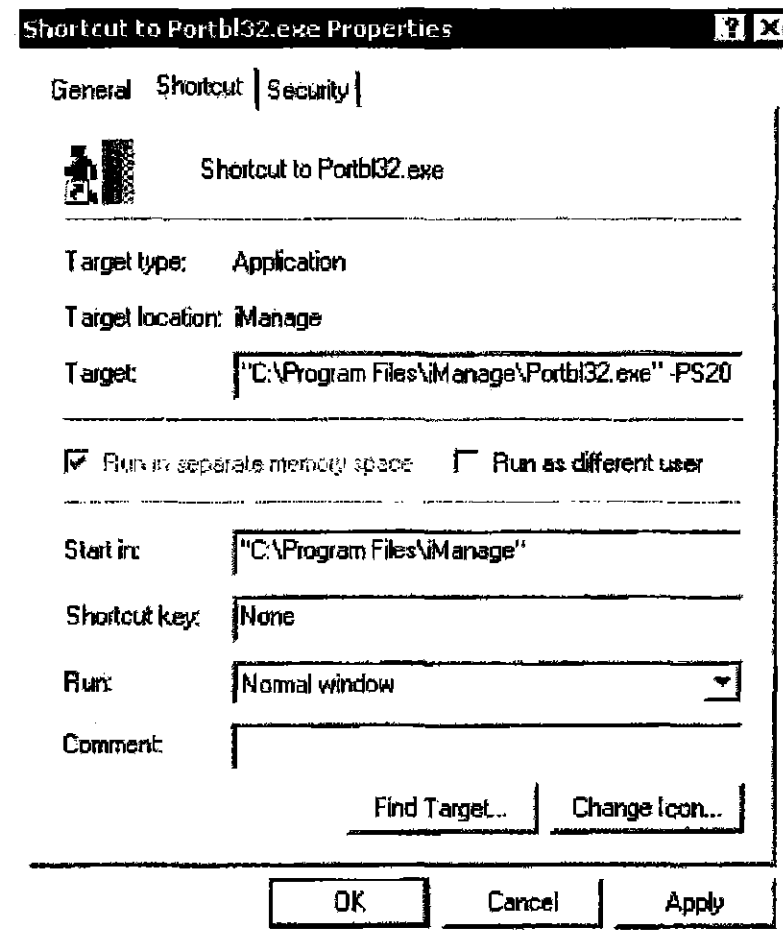 Shortcut to Portbl32.exe Properties ? X
General Shortcut Security
Shortcut to Portbl32.exe
Target type: Application
Target location: iManage
Target: "C:\Program Files\iManage\Portbl32.exe" -PS20
Run in separate memory space Run as different user
Start in: "C:\Program Files\iManage"
Shortcut key: None
Run: Normal window
Comment:
Find Target... Change Icon...
OK Cancel Apply